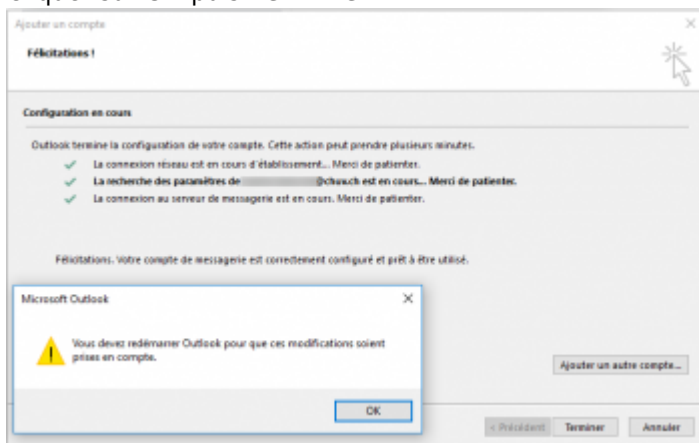 Ajouter un compte
Félicitations !
Configuration en cours
Outlook termine la configuration de votre compte. Cette action peut prendre plusieurs minutes.
La connexion réseau est en cours d'établissement... Merci de patienter.
La recherche des paramètres de @chuv.ch est en cours... Merci de patienter.
La connexion au serveur de messagerie est en cours. Merci de patienter.
Félicitations. Votre compte de messagerie est correctement configuré et prêt à être utilisé.
Microsoft Outlook
Vous devez redémarrer Outlook pour que ces modifications soient
prises en compte.
OK
Ajouter un autre compte...
< Précédent Terminer Annuler